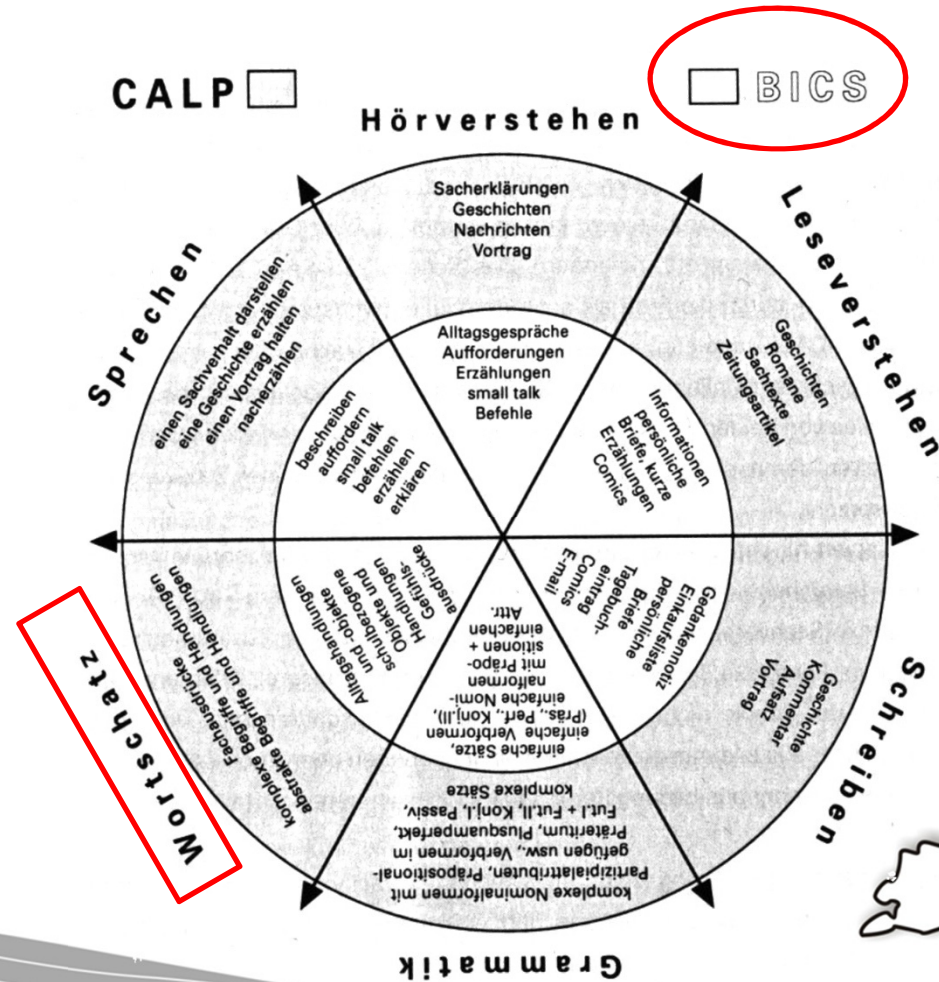 CALP
BICS
Hörverstehen
Sacherklärungen
Geschichten
Nachrichten
Vortrag
Alltagsgespräche
Aufforderungen
Erzählungen
small talk
Befehle
Leseverstehen
Geschichten
Romane
Sachtexte
Zeitungsartikel
Informationen
persönliche
Briefe, kurze
Erzählungen
Comics
Schreiben
Geschichte
Kommentar
Aufsatz
Vortrag
Gedankennotiz
Einkaufsliste
persönliche
Briefe
Tagebuch-
eintrag
Comics
E-mail
Grammatik
komplexe Nominalformen mit
Partizipialattributen, Präpositional-
gefügen usw., Verbformen im
Präteritum, Plusquamperfekt,
Fut.I + Fut.II, Konj.I, Passiv,
komplexe Sätze
einfache Sätze,
einfache Verbformen
(Präs., Perf., Konj.II),
einfache Nomi-
nalformen
mit Präpo-
sitionen +
einfachen
Attr.
Wortschatz
abstrakte Begriffe und Handlungen
komplexe Begriffe und Handlungen
Fachausdrücke
Alltagshandlungen
und -objekte
schulbezogene
Objekte und
Handlungen
Gefühls-
ausdrücke
Sprechen
einen Sachverhalt darstellen
eine Geschichte erzählen
einen Vortrag halten
nacherzählen
beschreiben
auffordern
small talk
befehlen
erzählen
erklären